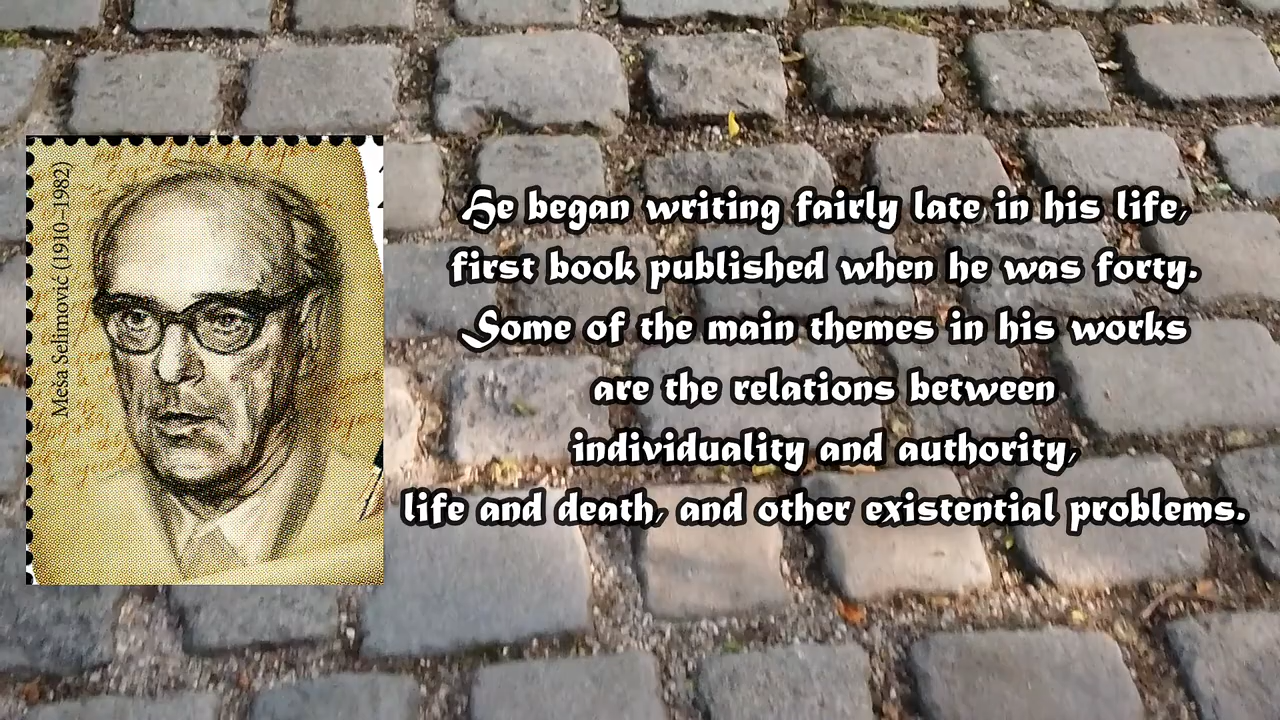 Meša Selimović (1910–1982)
He began writing fairly late in his life,
first book published when he was forty.
Some of the main themes in his works
are the relations between
individuality and authority,
life and death, and other existential problems.